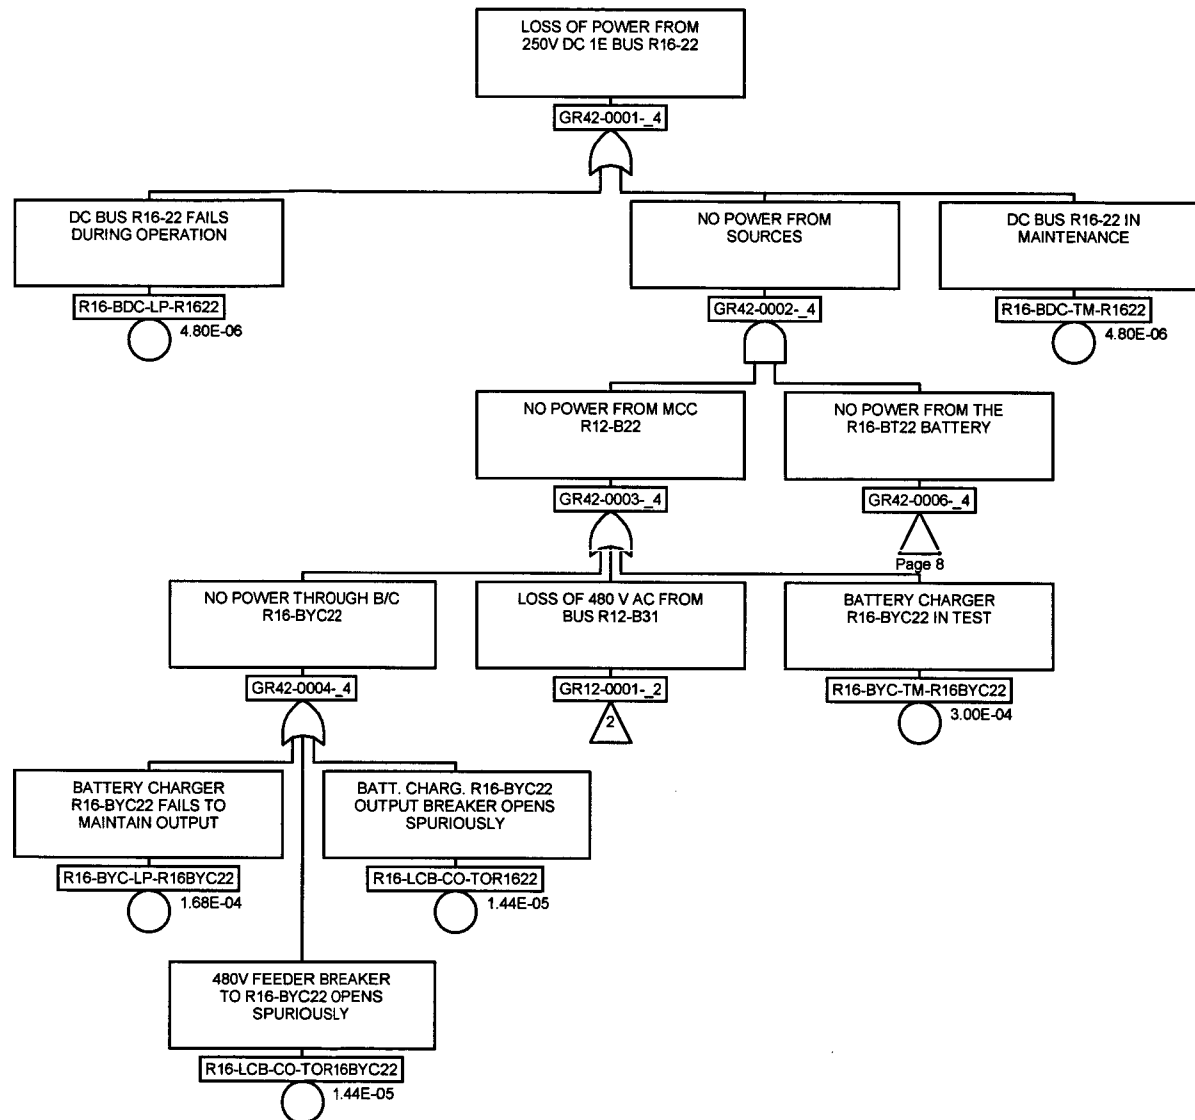 LOSS OF POWER FROM
250V DC 1E BUS R16-22
GR42-0001-_4
DC BUS R16-22 FAILS
DURING OPERATION
R16-BDC-LP-R1622
4.80E-06
NO POWER FROM
SOURCES
GR42-0002-_4
DC BUS R16-22 IN
MAINTENANCE
R16-BDC-TM-R1622
4.80E-06
NO POWER FROM MCC
R12-B22
GR42-0003-_4
NO POWER FROM THE
R16-BT22 BATTERY
GR42-0006-_4
Page 8
NO POWER THROUGH B/C
R16-BYC22
GR42-0004-_4
LOSS OF 480 V AC FROM
BUS R12-B31
GR12-0001-_2
2
BATTERY CHARGER
R16-BYC22 IN TEST
R16-BYC-TM-R16BYC22
3.00E-04
BATTERY CHARGER
R16-BYC22 FAILS TO
MAINTAIN OUTPUT
R16-BYC-LP-R16BYC22
1.68E-04
BATT. CHARG. R16-BYC22
OUTPUT BREAKER OPENS
SPURIOUSLY
R16-LCB-CO-TOR1622
1.44E-05
480V FEEDER BREAKER
TO R16-BYC22 OPENS
SPURIOUSLY
R16-LCB-CO-TOR16BYC22
1.44E-05